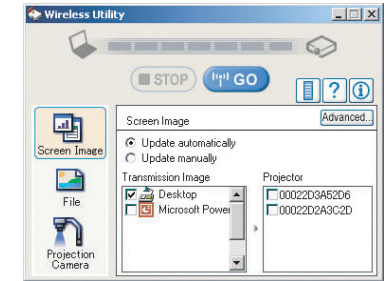 Wireless Utility
STOP
GO
?
i
Screen Image
Advanced...
Update automatically
Update manually
Screen Image
Transmission Image
Projector
Desktop
00022D3A52D6
Microsoft Power
00022D2A3C2D
File
Projection
Camera